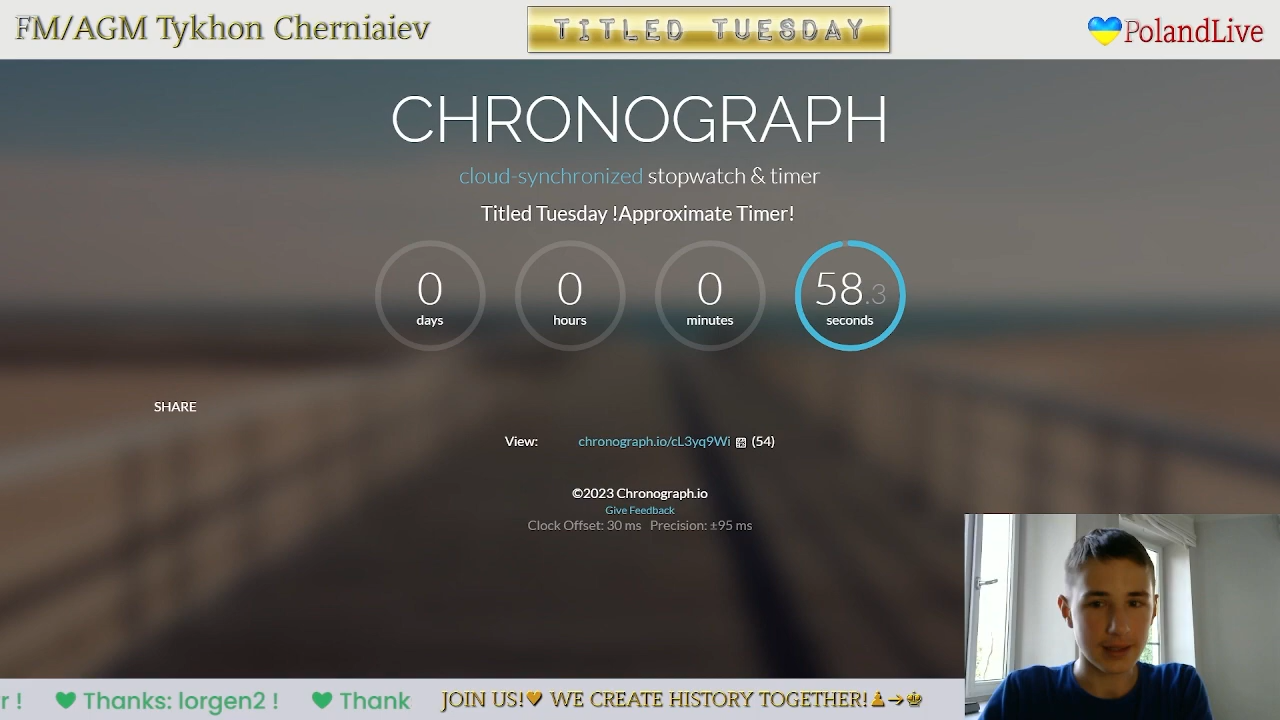 FM/AGM Tykhon Cherniaiev
TITLED TUESDAY
PolandLive
CHRONOGRAPH
cloud-synchronized stopwatch & timer
Titled Tuesday !Approximate Timer!
0 0 0 58.3
days hours minutes seconds
SHARE
View: chronograph.io/cL3yq9Wi (54)
©2023 Chronograph.io
Give Feedback
Clock Offset: 30 ms Precision: ±95 ms
r ! 💚 Thanks: lorgen2 ! 💚 Thank
JOIN US!🧡 WE CREATE HISTORY TOGETHER!♟️➔♚